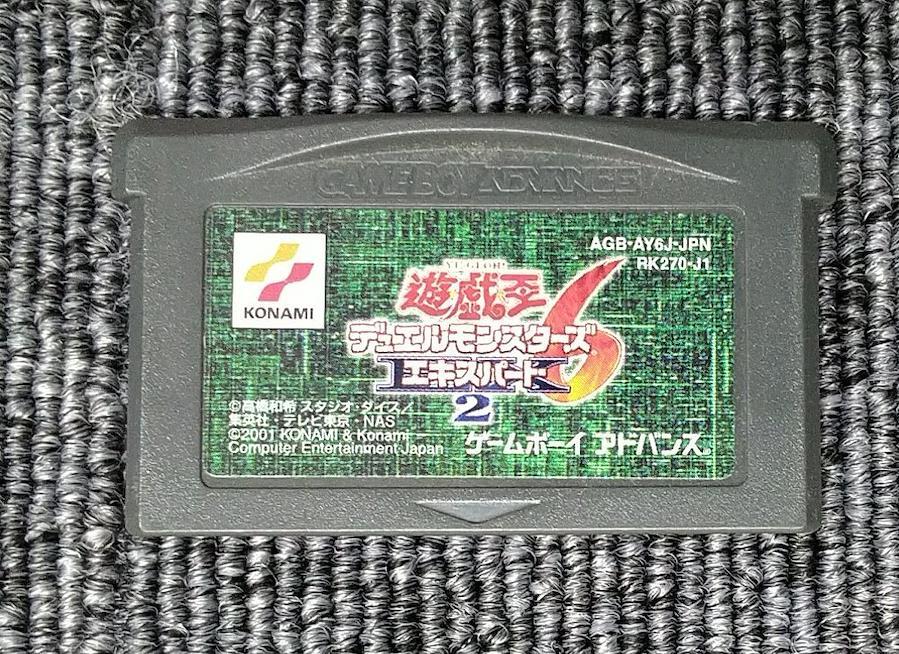 GAME BOY ADVANCE
AGB-AY6J-JPN
RK270-J1
KONAMI
YU-GI-OH!
遊戯王
デュエルモンスターズ
6
エキスパート
2
©高橋和希 スタジオ・ダイス/
集英社・テレビ東京・NAS
©2001 KONAMI & Konami
Computer Entertainment Japan
ゲームボーイ アドバンス